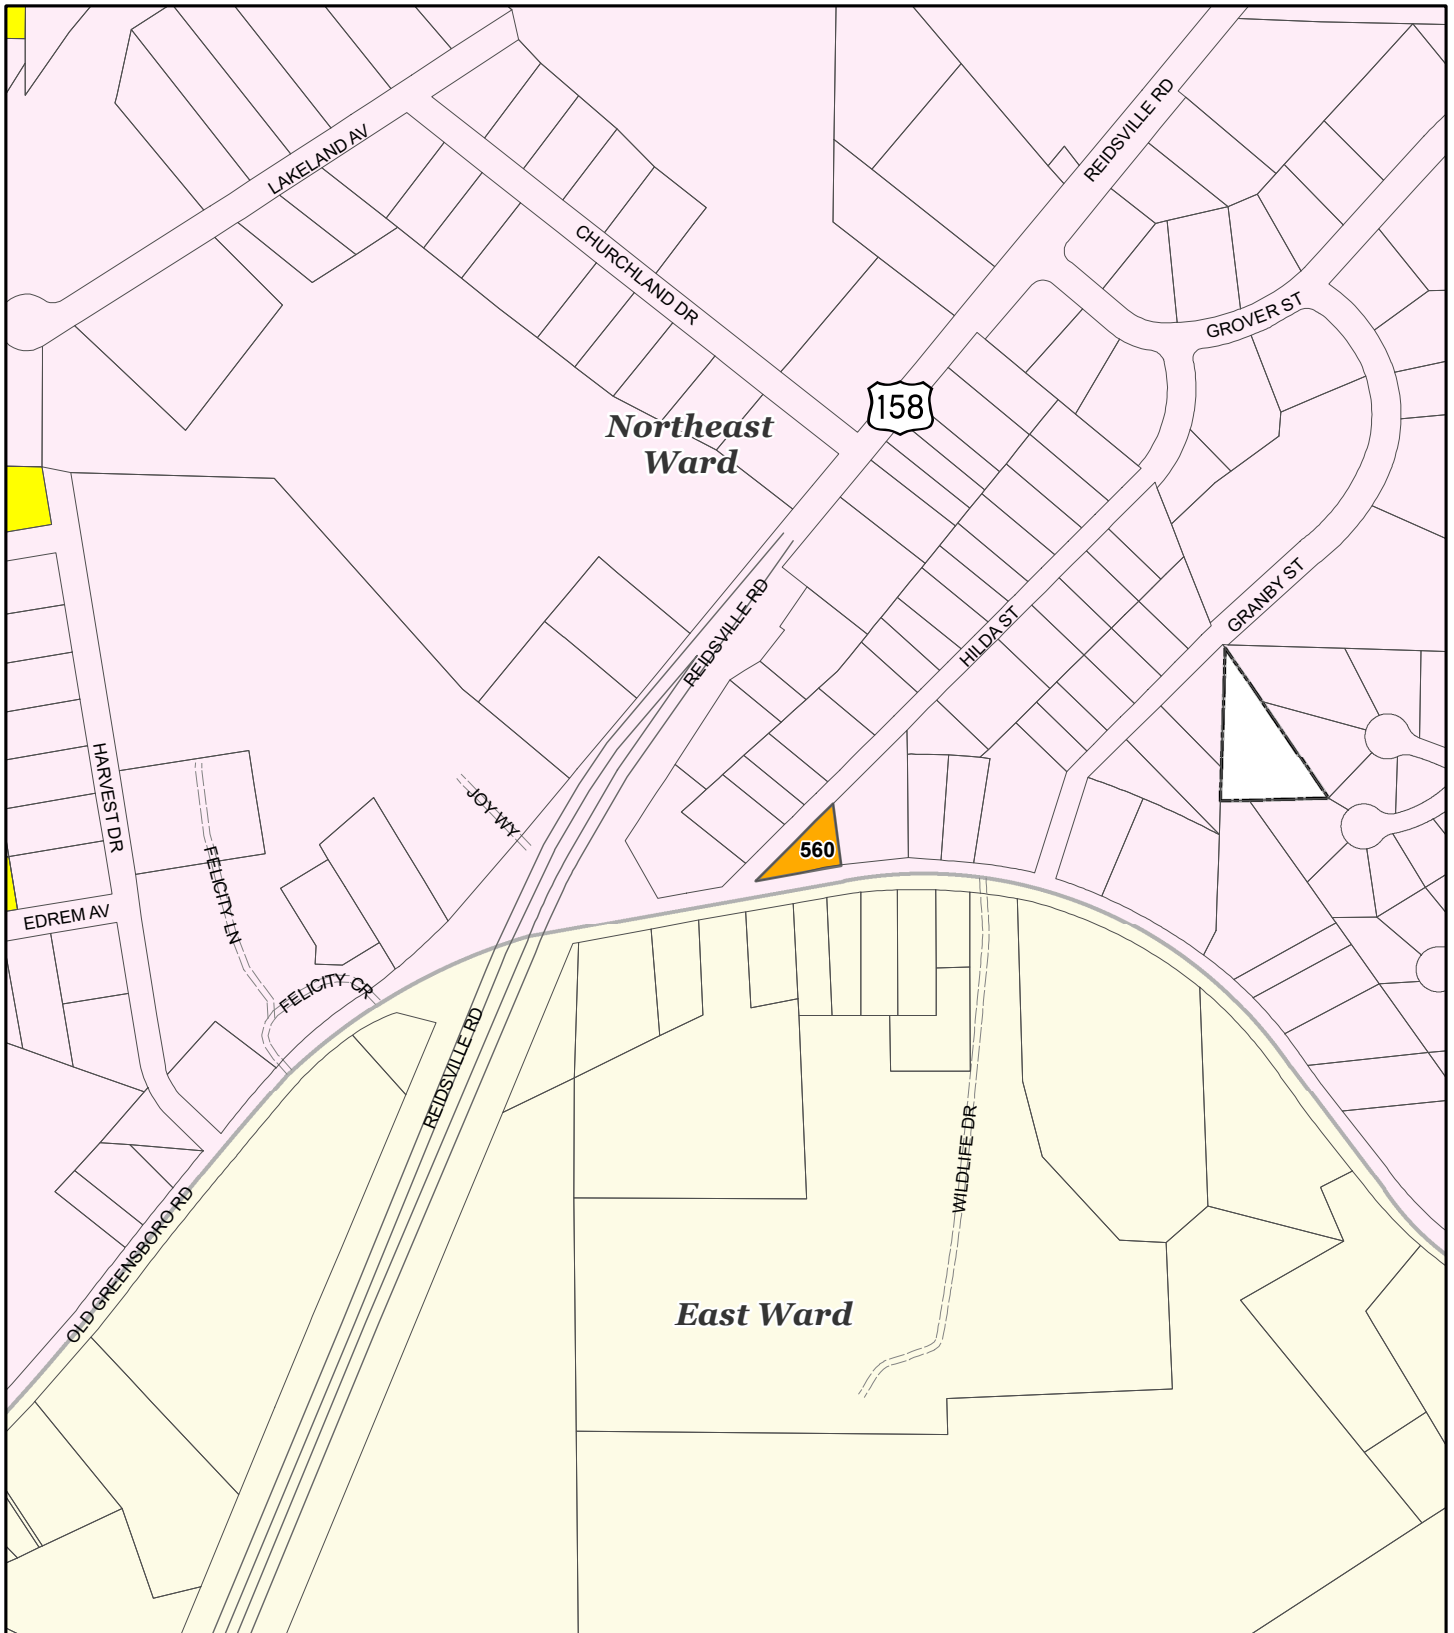 REIDSVILLE RD
LAKELAND AV
CHURCHLAND DR
GROVER ST
158
Northeast
Ward
GRANBY ST
REIDSVILLE RD
HILDA ST
HARVEST DR
JOY WY
560
FELICITY LN
EDREM AV
FELICITY CR
REIDSVILLE RD
WILDLIFE DR
OLD GREENSBORO RD
East Ward